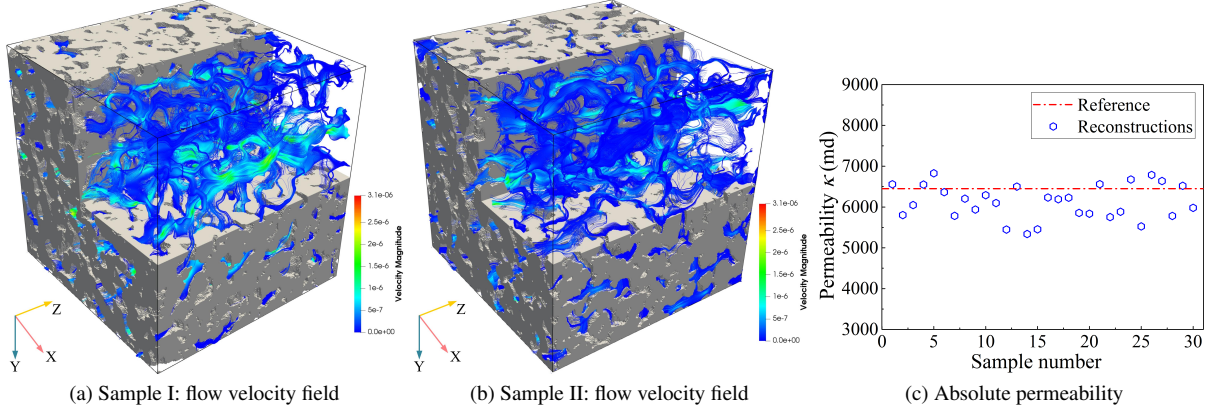 3.1e-06
2.5e-6
2e-6
1.5e-6
1e-6
5e-7
0.0e+00
Velocity Magnitude
Z
X
Y
(a) Sample I: flow velocity field
3.1e-06
2.5e-6
2e-6
1.5e-6
1e-6
5e-7
0.0e+00
Velocity Magnitude
Z
X
Y
(b) Sample II: flow velocity field
Permeability κ (md)
9000
8000
7000
6000
5000
4000
3000
0 5 10 15 20 25 30
Sample number
Reference
Reconstructions
(c) Absolute permeability